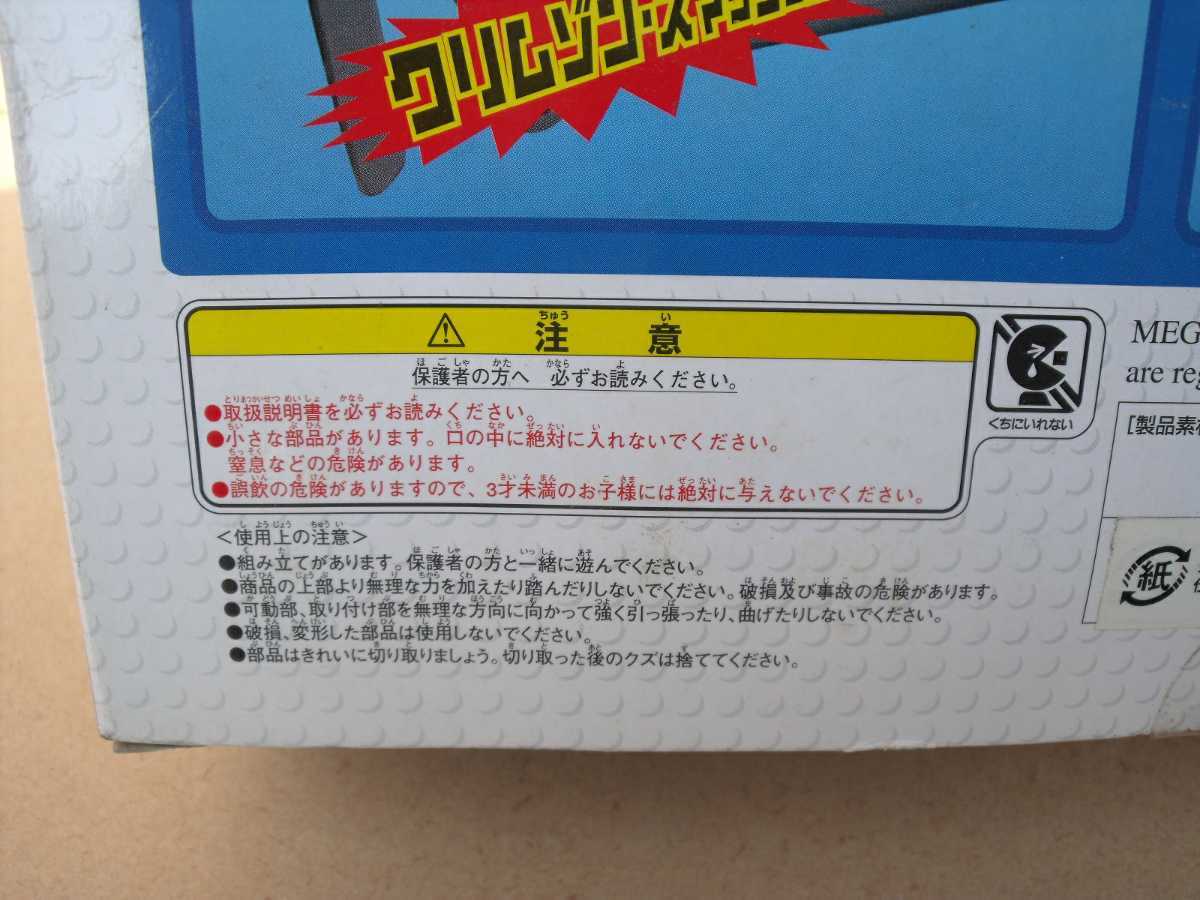 クリムゾン・スマッシュ
注意
保護者の方へ 必ずお読みください。
●取扱説明書を必ずお読みください。
●小さな部品があります。口の中に絶対に入れないでください。
窒息などの危険があります。
●誤飲の危険がありますので、3才未満のお子様には絶対に与えないでください。
くちにいれない
MEG
are reg
[製品素材
紙
<使用上の注意>
●組み立てがあります。保護者の方と一緒に遊んでください。
●商品の上部より無理な力を加えたり踏んだりしないでください。破損及び事故の危険があります。
●可動部、取り付け部を無理な方向に向かって強く引っ張ったり、曲げたりしないでください。
●破損、変形した部品は使用しないでください。
●部品はきれいに切り取りましょう。切り取った後のクズは捨ててください。